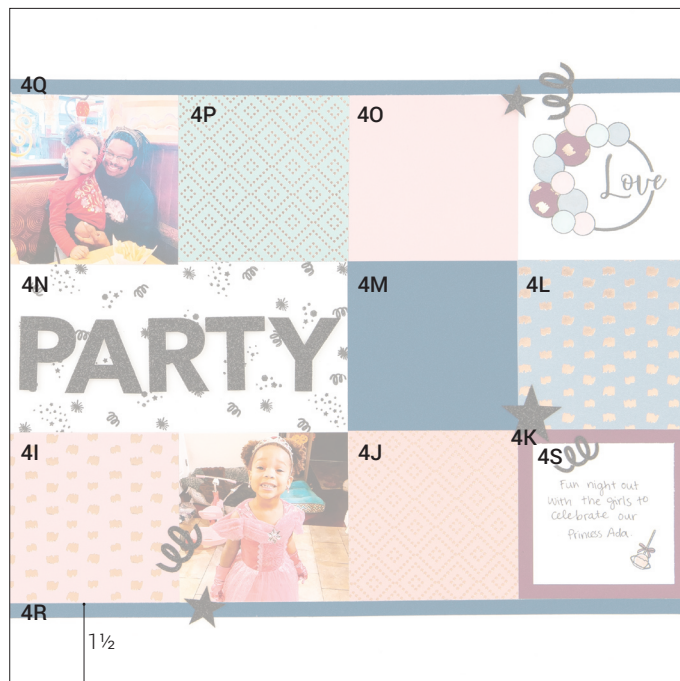 4Q
4P
4O
Love
4N
4M
4L
PARTY
4I
4J
4K
4S
Fun night out
with the girls to
celebrate our
Princess Ada.
4R
1½